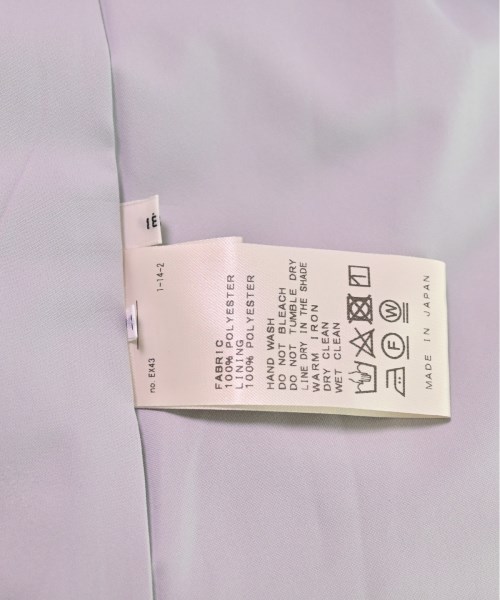 no. EX43
1-14-2
FABRIC
100% POLYESTER
LINING
100% POLYESTER
HAND WASH
DO NOT BLEACH
DO NOT TUMBLE DRY
LINE DRY IN THE SHADE
WARM IRON
DRY CLEAN
WET CLEAN
F
W
MADE IN JAPAN